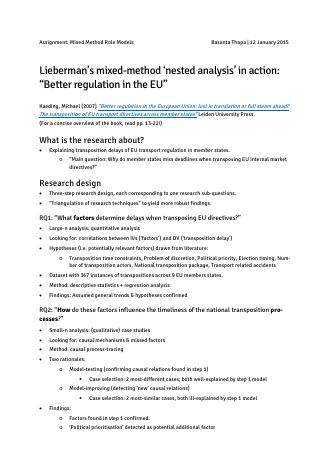 Assignment: Mixed Method Role Models Basanta Thapa | 12 January 2015
Lieberman's mixed-method 'nested analysis' in action:
"Better regulation in the EU"
Kaeding, Michael (2007) "Better regulation in the European Union: lost in translation or full steam ahead?
The transposition of EU transport directives across member states" Leiden University Press.
(For a concise overview of the book, read pp. 13-22!)
What is the research about?
• Explaining transposition delays of EU transport regulation in member states.
o "Main question: Why do member states miss deadlines when transposing EU internal market
directives?"
Research design
• Three-step research design, each corresponding to one research sub-questions.
• "Triangulation of research techniques" to yield more robust findings.
RQ1: "What factors determine delays when transposing EU directives?"
• Large-n analysis: quantitative analysis
• Looking for: correlations between IVs ('factors') and DV ('transposition delay')
• Hypotheses (i.e. potentially relevant factors) drawn from literature:
o Transposition time constraints, Problem of discretion, Political priority, Election timing, Num-
ber of transposition actors, National transposition package, Transport related accidents
• Dataset with 367 instances of transpositions across 9 EU member states.
• Method: descriptive statistics + regression analysis
• Findings: Assumed general trends & hypotheses confirmed
RQ2: "How do these factors influence the timeliness of the national transposition pro-
cesses?"
• Small-n analysis: (qualitative) case studies
• Looking for: causal mechanisms & missed factors
• Method: causal process-tracing
• Two rationales:
o Model-testing (confirming causal relations found in step 1)
▪ Case selection: 2 most-different cases; both well-explained by step 1 model
o Model-improving (detecting 'new' causal relations)
▪ Case selection: 2 most-similar cases, both ill-explained by step 1 model)
• Findings:
o Factors found in step 1 confirmed.
o 'Political prioritisation' detected as potential additional factor